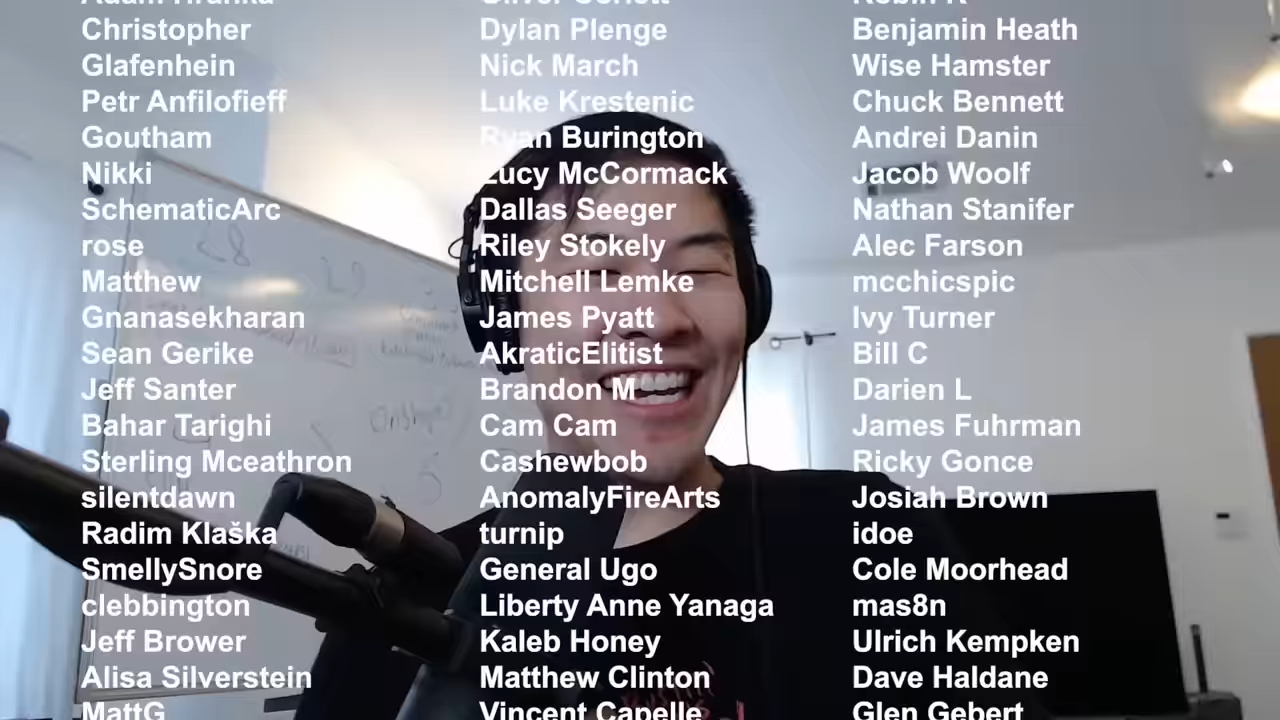 Christopher
Glafenhein
Petr Anfilofieff
Goutham
Nikki
SchematicArc
rose
Matthew
Gnanasekharan
Sean Gerike
Jeff Santer
Bahar Tarighi
Sterling Mceathron
silentdawn
Radim Klaška
SmellySnore
clebbington
Jeff Brower
Alisa Silverstein
MattG
Dylan Plenge
Nick March
Luke Krestenic
Ryan Burington
Lucy McCormack
Dallas Seeger
Riley Stokely
Mitchell Lemke
James Pyatt
AkraticElitist
Brandon M
Cam Cam
Cashewbob
AnomalyFireArts
turnip
General Ugo
Liberty Anne Yanaga
Kaleb Honey
Matthew Clinton
Vincent Capelle
Robin R
Benjamin Heath
Wise Hamster
Chuck Bennett
Andrei Danin
Jacob Woolf
Nathan Stanifer
Alec Farson
mcchicspic
Ivy Turner
Bill C
Darien L
James Fuhrman
Ricky Gonce
Josiah Brown
idoe
Cole Moorhead
mas8n
Ulrich Kempken
Dave Haldane
Glen Gebert